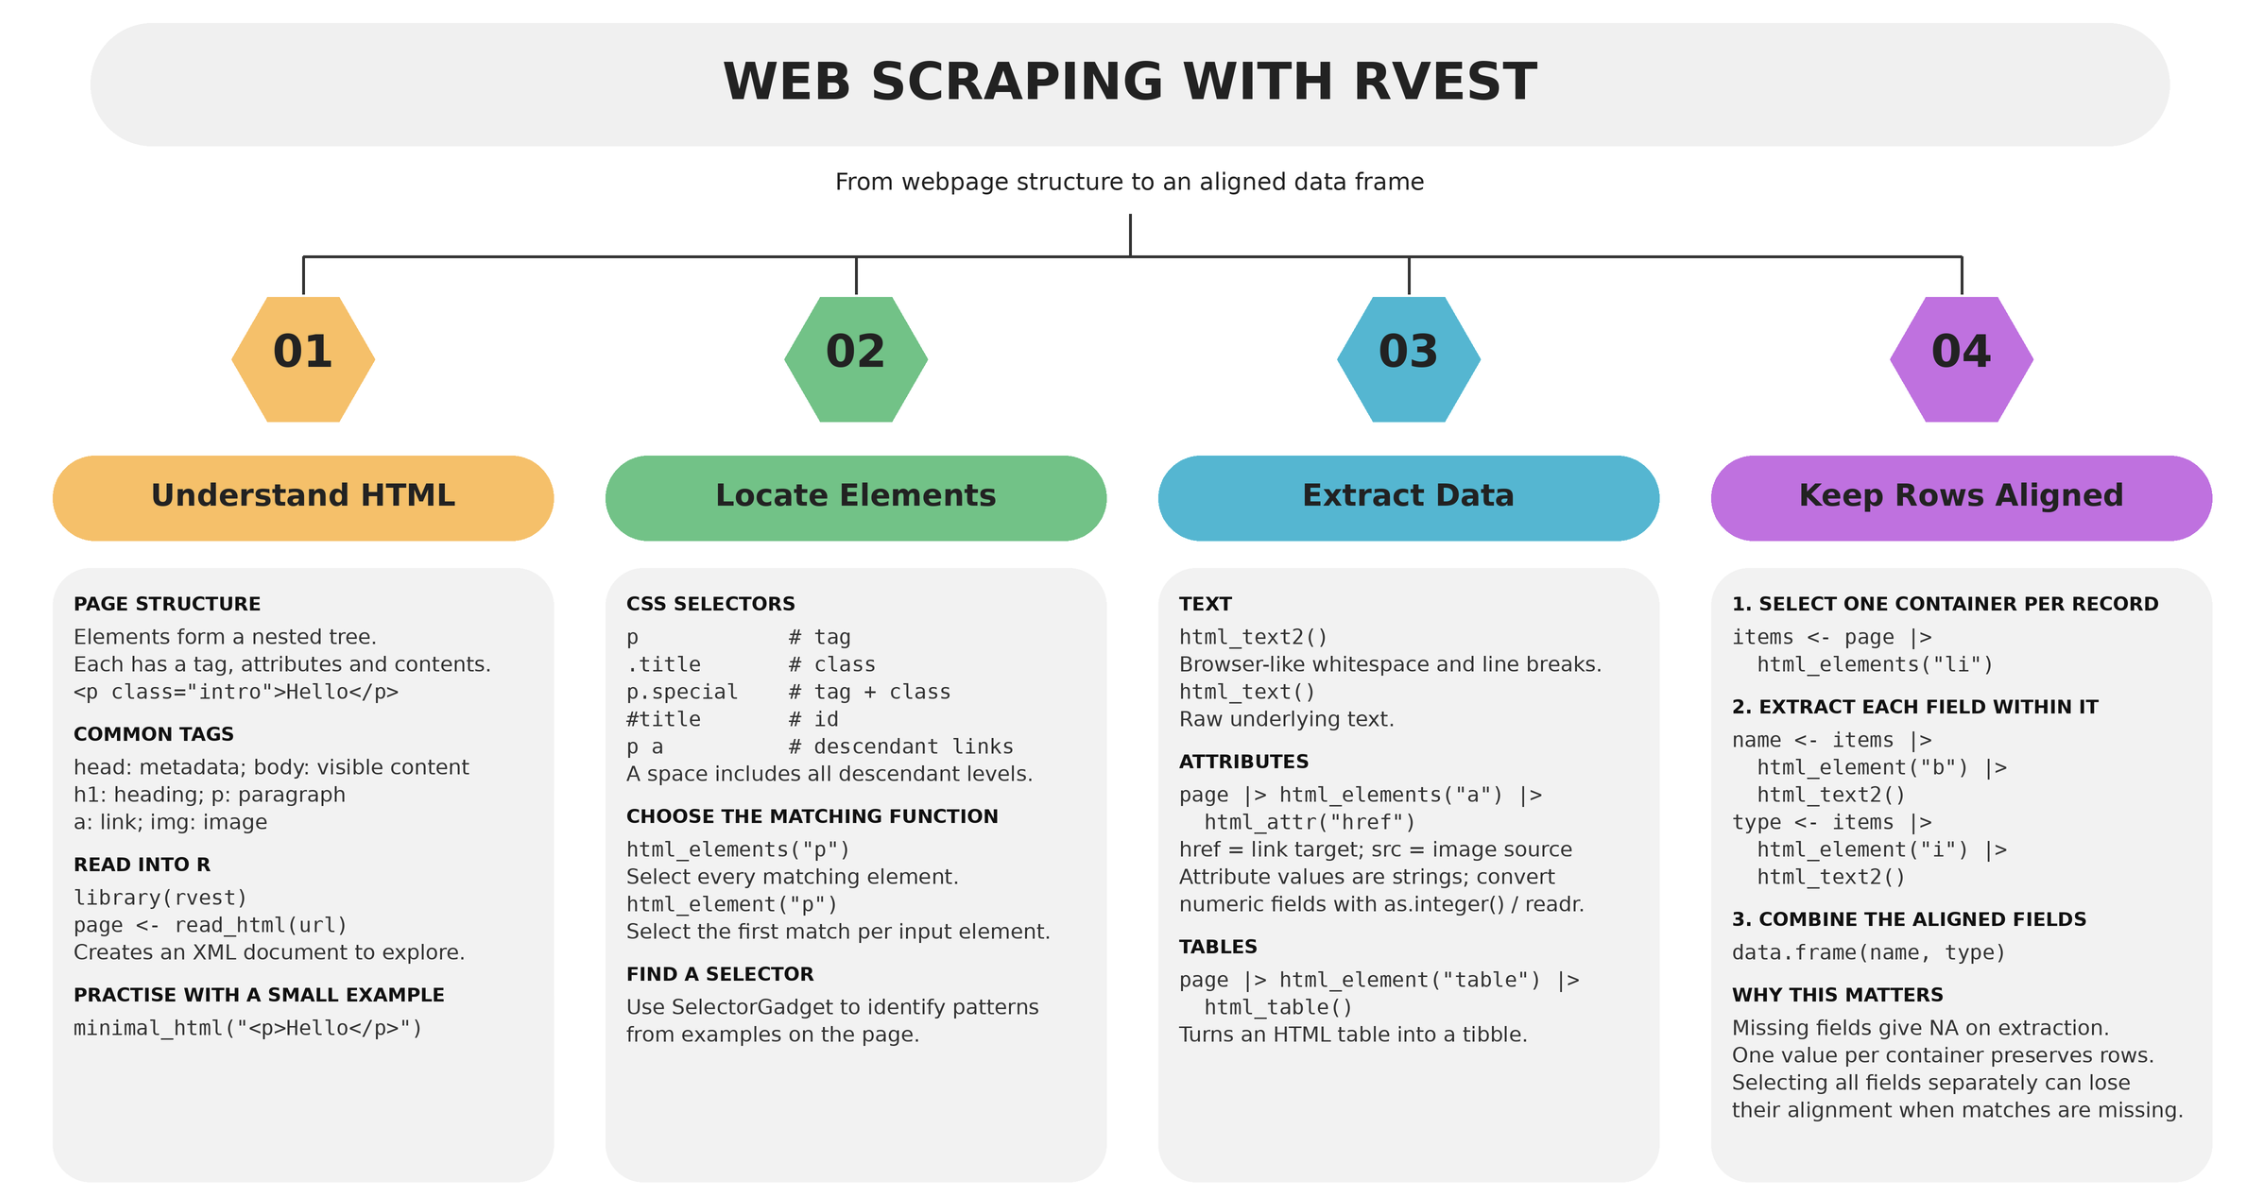 WEB SCRAPING WITH RVEST
From webpage structure to an aligned data frame
01
Understand HTML
PAGE STRUCTURE
Elements form a nested tree.
Each has a tag, attributes and contents.
<p class="intro">Hello</p>
COMMON TAGS
head: metadata; body: visible content
h1: heading; p: paragraph
a: link; img: image
READ INTO R
library(rvest)
page <- read_html(url)
Creates an XML document to explore.
PRACTISE WITH A SMALL EXAMPLE
minimal_html("<p>Hello</p>")
02
Locate Elements
CSS SELECTORS
p            # tag
.title       # class
p.special    # tag + class
#title       # id
p a          # descendant links
A space includes all descendant levels.
CHOOSE THE MATCHING FUNCTION
html_elements("p")
Select every matching element.
html_element("p")
Select the first match per input element.
FIND A SELECTOR
Use SelectorGadget to identify patterns
from examples on the page.
03
Extract Data
TEXT
html_text2()
Browser-like whitespace and line breaks.
html_text()
Raw underlying text.
ATTRIBUTES
page |> html_elements("a") |>
  html_attr("href")
href = link target; src = image source
Attribute values are strings; convert
numeric fields with as.integer() / readr.
TABLES
page |> html_element("table") |>
  html_table()
Turns an HTML table into a tibble.
04
Keep Rows Aligned
1. SELECT ONE CONTAINER PER RECORD
items <- page |>
  html_elements("li")
2. EXTRACT EACH FIELD WITHIN IT
name <- items |>
  html_element("b") |>
  html_text2()
type <- items |>
  html_element("i") |>
  html_text2()
3. COMBINE THE ALIGNED FIELDS
data.frame(name, type)
WHY THIS MATTERS
Missing fields give NA on extraction.
One value per container preserves rows.
Selecting all fields separately can lose
their alignment when matches are missing.